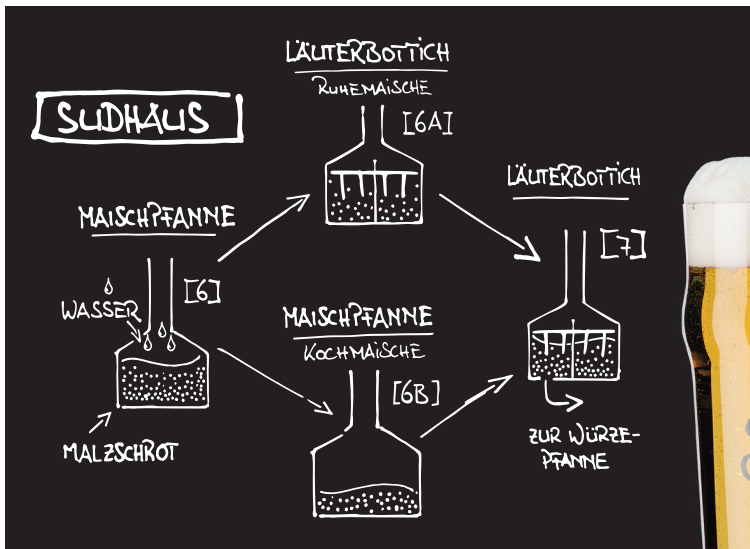 SUDHAUS
LÄUTERBOTTICH
RUHEMAISCHE
[6A]
MAISCHPFANNE
[6]
WASSER
MALZSCHROT
MAISCHPFANNE
KOCHMAISCHE
[6B]
LÄUTERBOTTICH
[7]
ZUR WÜRZE-
PFANNE